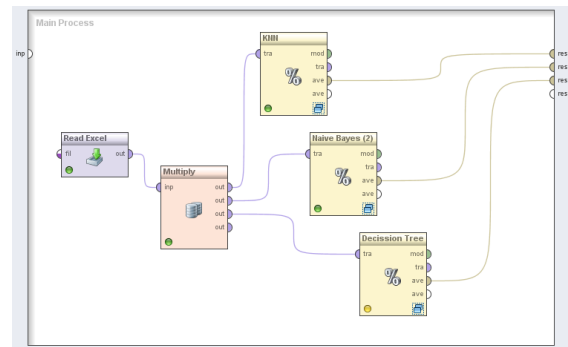 Main Process
inp
res
res
res
res
KNN
tra
mod
tra
ave
ave
Read Excel
fil
out
Multiply
inp
out
out
out
out
Naive Bayes (2)
tra
mod
tra
ave
ave
Decission Tree
tra
mod
tra
ave
ave